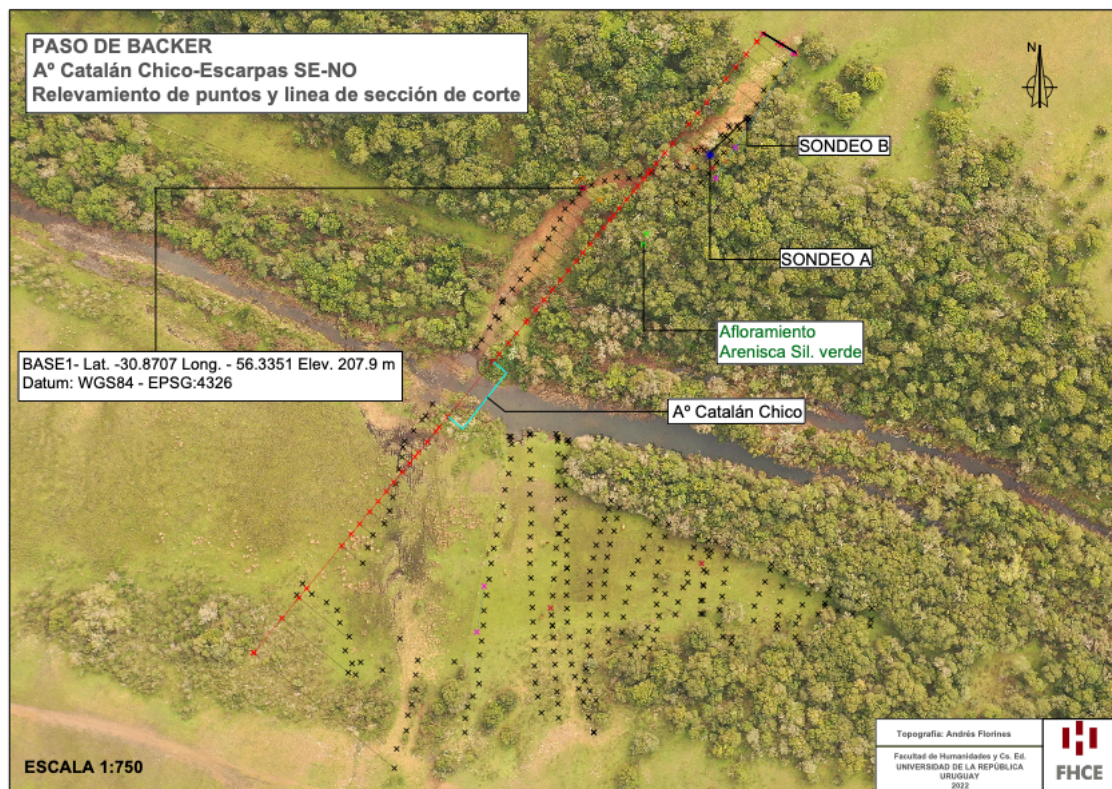 PASO DE BACKER
Aº Catalán Chico-Escarpas SE-NO
Relevamiento de puntos y linea de sección de corte
N
SONDEO B
SONDEO A
Afloramiento
Arenisca Sil. verde
BASE1- Lat. -30.8707 Long. - 56.3351 Elev. 207.9 m
Datum: WGS84 - EPSG:4326
Aº Catalán Chico
ESCALA 1:750
Topografía: Andrés Florines
Facultad de Humanidades y Cs. Ed.
UNIVERSIDAD DE LA REPÚBLICA
URUGUAY
2022
FHCE